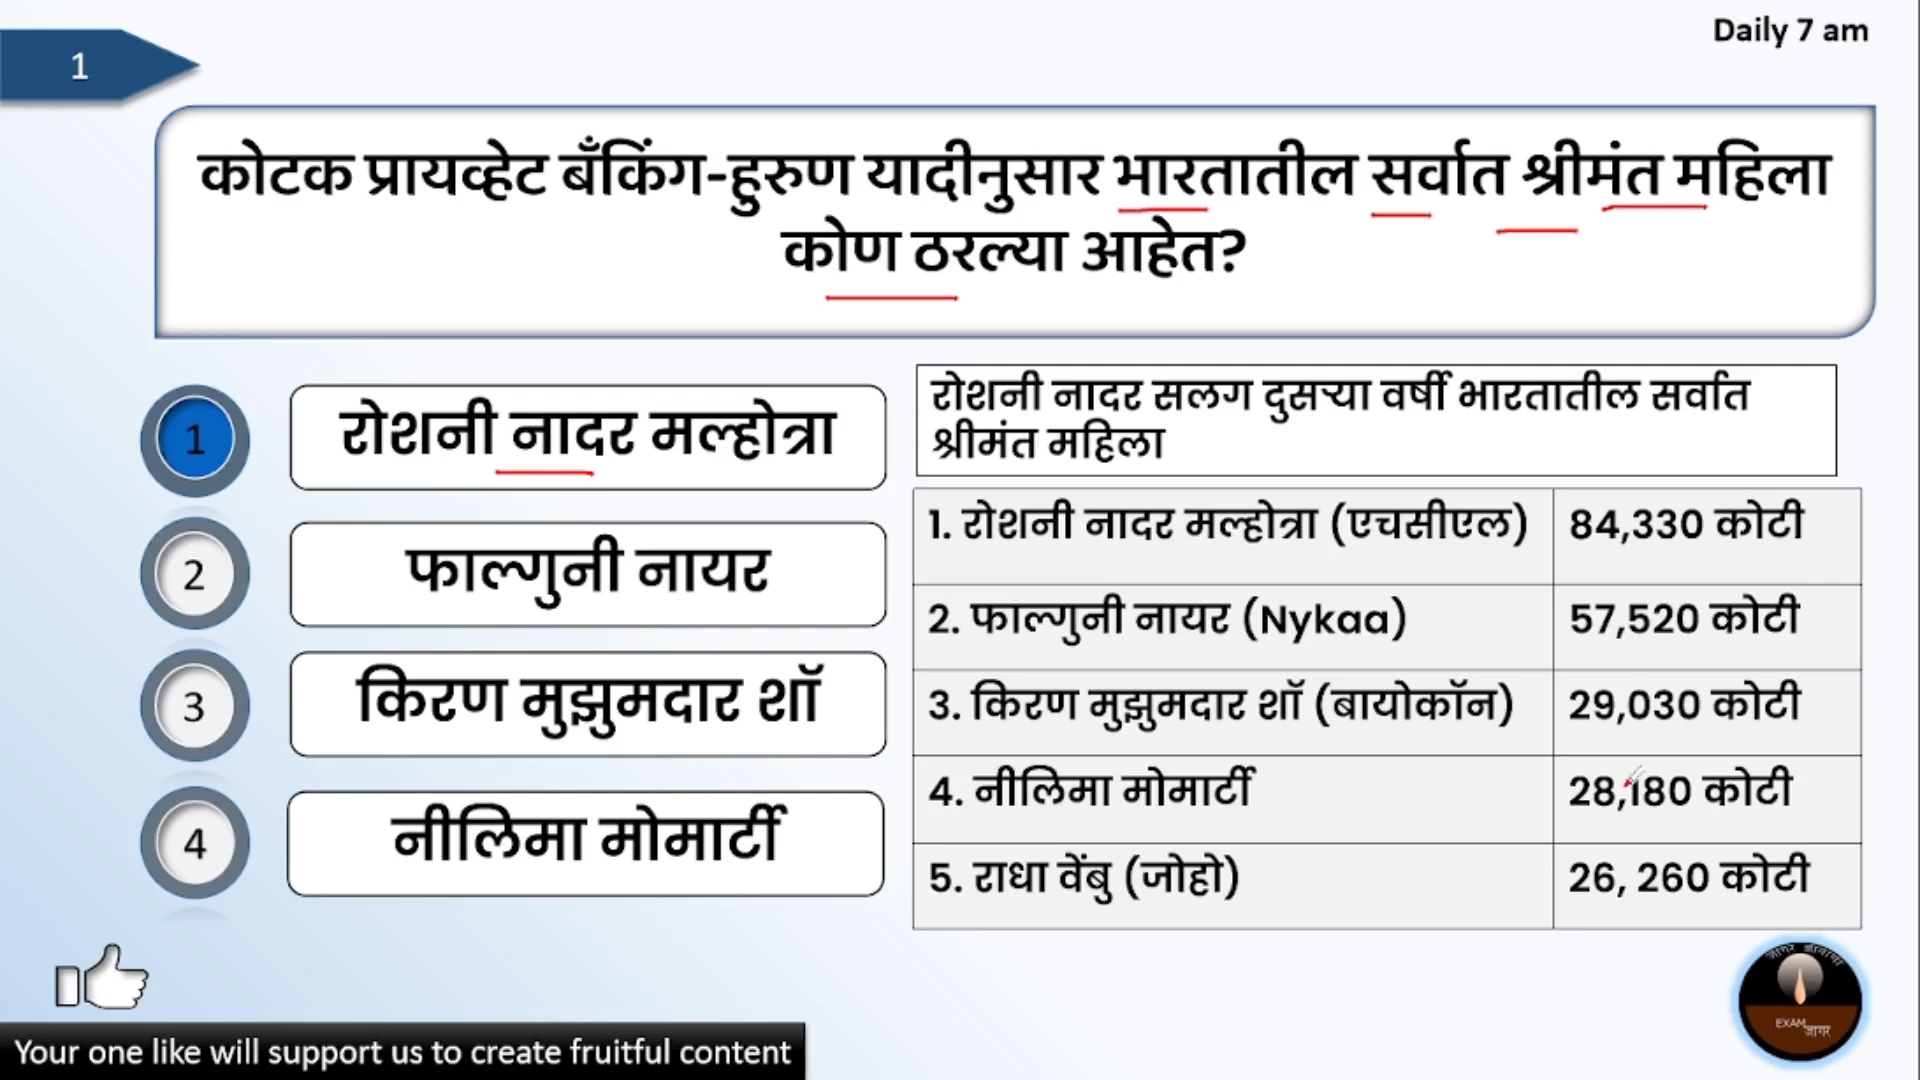 Daily 7 am
1
कोटक प्रायव्हेट बँकिंग-हुरुण यादीनुसार भारतातील सर्वात श्रीमंत महिला
कोण ठरल्या आहेत?
1
रोशनी नादर मल्होत्रा
2
फाल्गुनी नायर
3
किरण मुझुमदार शॉ
4
नीलिमा मोमार्टी
रोशनी नादर सलग दुसऱ्या वर्षी भारतातील सर्वात
श्रीमंत महिला
1. रोशनी नादर मल्होत्रा (एचसीएल) 84,330 कोटी
2. फाल्गुनी नायर (Nykaa) 57,520 कोटी
3. किरण मुझुमदार शॉ (बायोकॉन) 29,030 कोटी
4. नीलिमा मोमार्टी 28,180 कोटी
5. राधा वेंबु (जोहो) 26, 260 कोटी
EXAM
जागर
Your one like will support us to create fruitful content